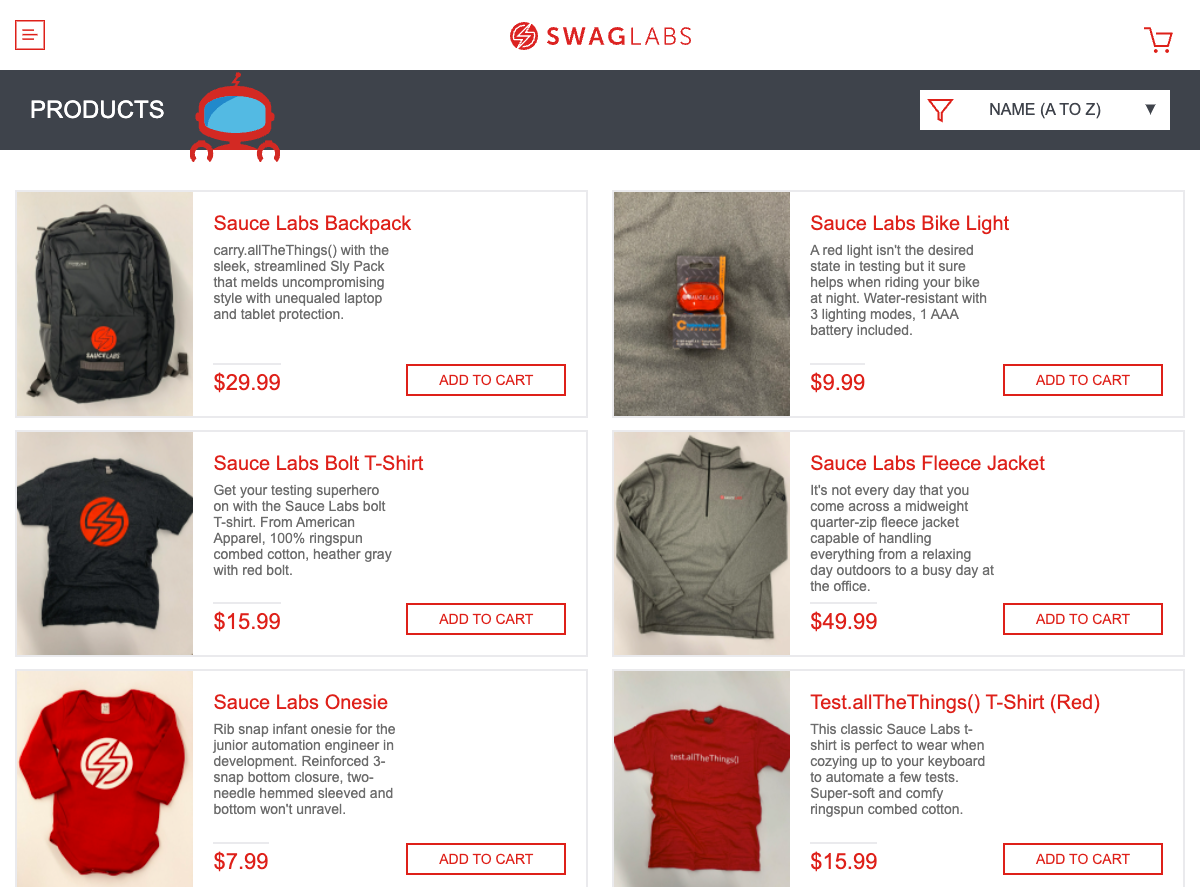 SWAGLABS
PRODUCTS
NAME (A TO Z) ▼
Sauce Labs Backpack
carry.allTheThings() with the
sleek, streamlined Sly Pack
that melds uncompromising
style with unequaled laptop
and tablet protection.
$29.99
ADD TO CART
SAUCELABS
Sauce Labs Bike Light
A red light isn't the desired
state in testing but it sure
helps when riding your bike
at night. Water-resistant with
3 lighting modes, 1 AAA
battery included.
$9.99
ADD TO CART
SAUCELABS
Sauce Labs Bolt T-Shirt
Get your testing superhero
on with the Sauce Labs bolt
T-shirt. From American
Apparel, 100% ringspun
combed cotton, heather gray
with red bolt.
$15.99
ADD TO CART
Sauce Labs Fleece Jacket
It's not every day that you
come across a midweight
quarter-zip fleece jacket
capable of handling
everything from a relaxing
day outdoors to a busy day at
the office.
$49.99
ADD TO CART
Sauce Labs Onesie
Rib snap infant onesie for the
junior automation engineer in
development. Reinforced 3-
snap bottom closure, two-
needle hemmed sleeved and
bottom won't unravel.
$7.99
ADD TO CART
Test.allTheThings() T-Shirt (Red)
This classic Sauce Labs t-
shirt is perfect to wear when
cozying up to your keyboard
to automate a few tests.
Super-soft and comfy
ringspun combed cotton.
$15.99
ADD TO CART
test.allTheThings()